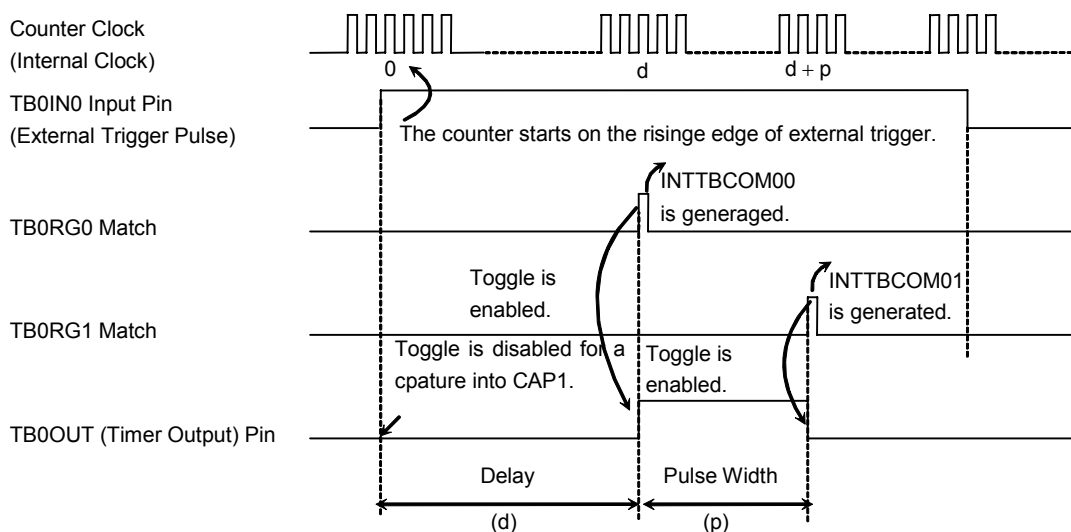 Counter Clock
(Internal Clock)
0
d
d + p
TB0IN0 Input Pin
(External Trigger Pulse)
The counter starts on the risinge edge of external trigger.
INTTBCOM00
is generaged.
TB0RG0 Match
Toggle is
enabled.
INTTBCOM01
is generated.
TB0RG1 Match
Toggle is disabled for a
cpature into CAP1.
Toggle is
enabled.
TB0OUT (Timer Output) Pin
Delay
Pulse Width
(d)
(p)